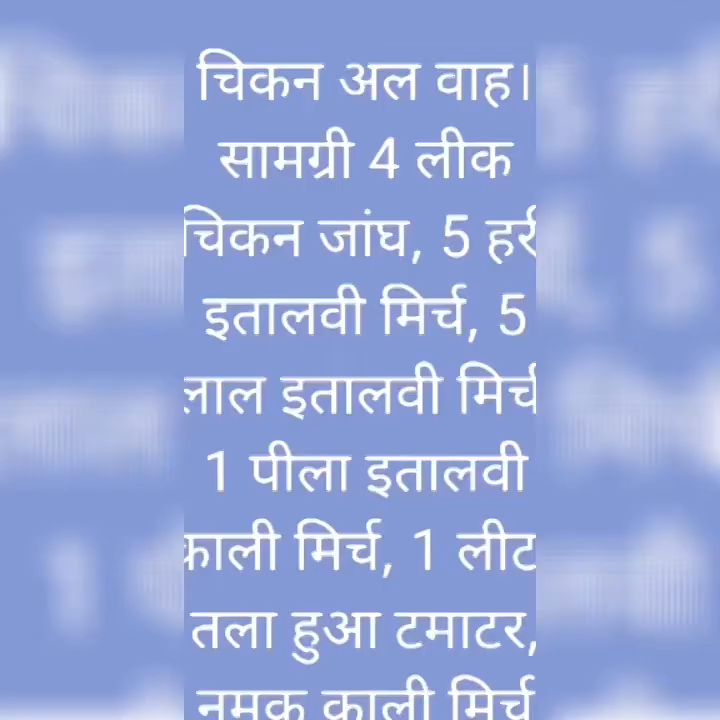 चिकन अल वाह।
सामग्री 4 लीक
चिकन जांघ, 5 हरी
इतालवी मिर्च, 5
लाल इतालवी मिर्च
1 पीला इतालवी
काली मिर्च, 1 लीट
तला हुआ टमाटर,
नमक काली मिर्च